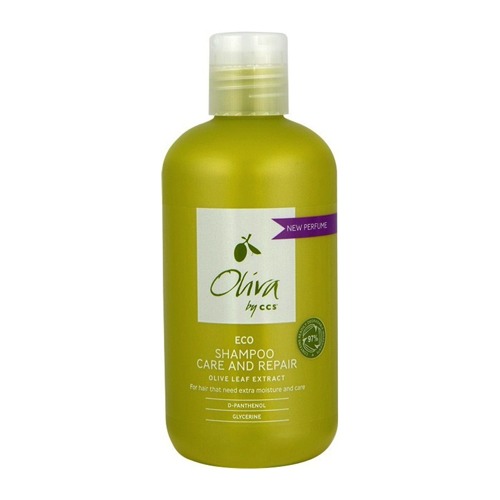 NEW PERFUME
Oliva
by CCS
97%
ECO
SHAMPOO
CARE AND REPAIR
OLIVE LEAF EXTRACT
For hair that need extra moisture and care
D-PANTHENOL
GLYCERINE